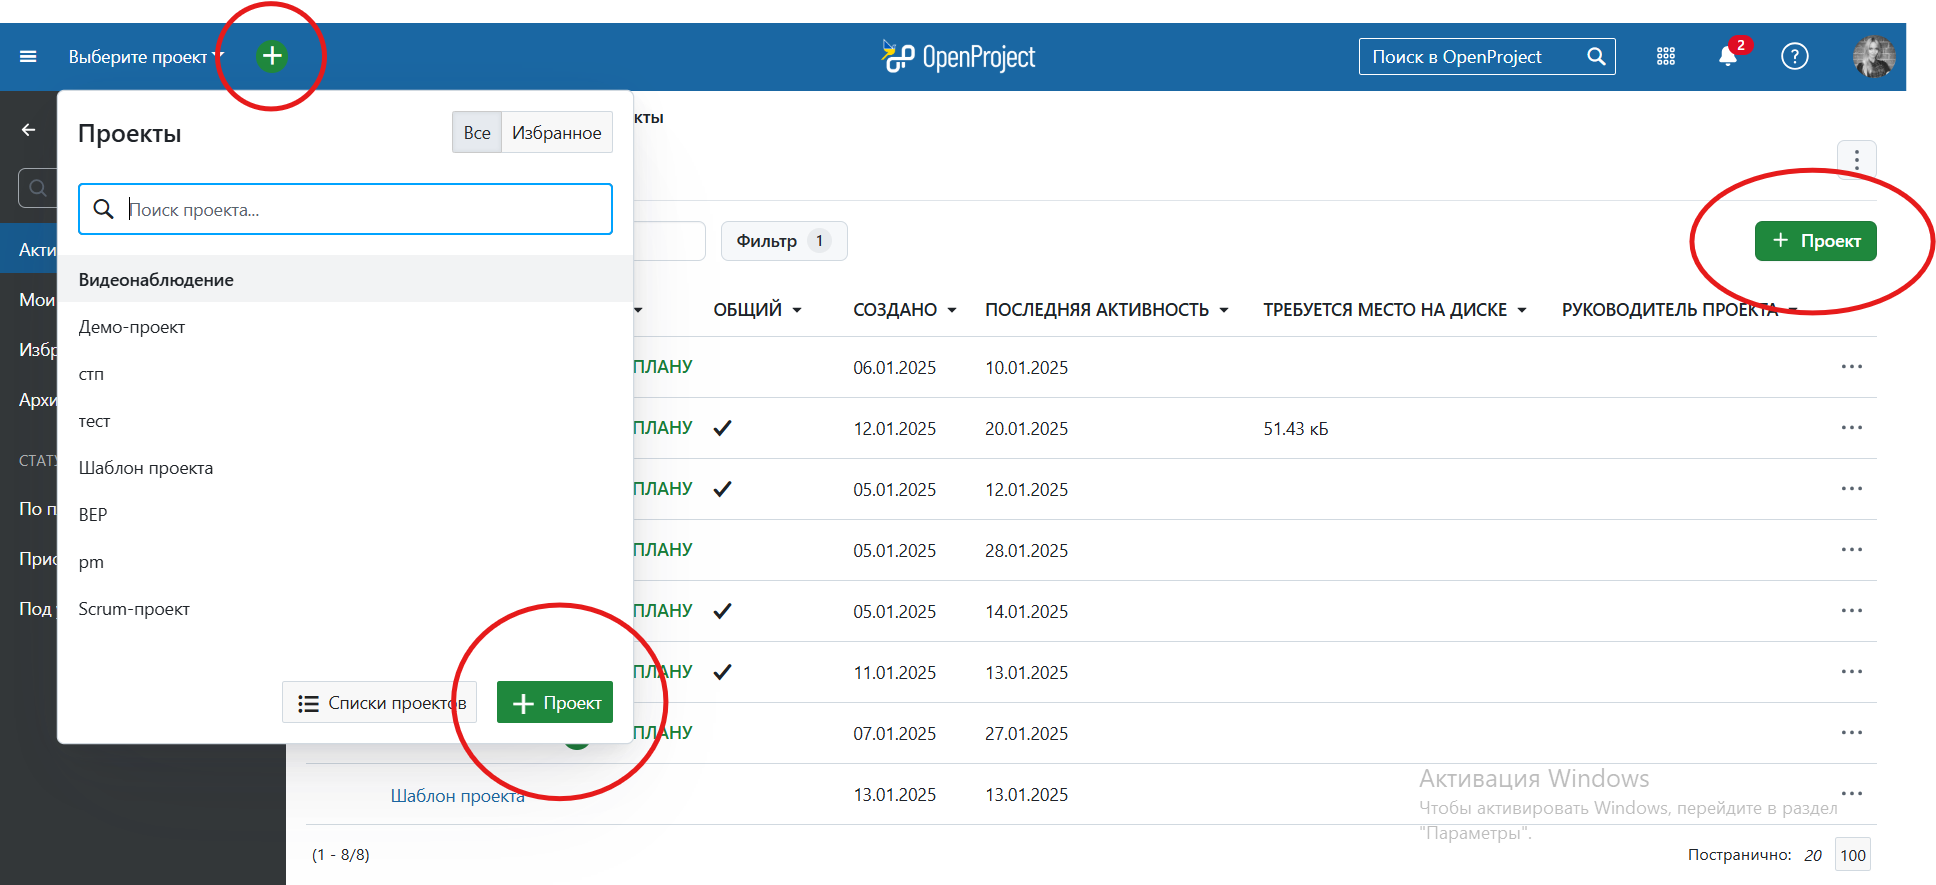 Выберите проект
OpenProject
Поиск в OpenProject
2
?
Проекты
Все
Избранное
кты
Поиск проекта...
Фильтр 1
+ Проект
Акти
Мои
Избр
Архи
СТАТУ
По п
Прис
Под
Видеонаблюдение
Демо-проект
стп
тест
Шаблон проекта
BEP
pm
Scrum-проект
Списки проектов
+ Проект
ОБЩИЙ СОЗДАНО ПОСЛЕДНЯЯ АКТИВНОСТЬ ТРЕБУЕТСЯ МЕСТО НА ДИСКЕ РУКОВОДИТЕЛЬ ПРОЕКТА
ПЛАНУ 06.01.2025 10.01.2025
ПЛАНУ ✓ 12.01.2025 20.01.2025 51.43 кБ
ПЛАНУ ✓ 05.01.2025 12.01.2025
ПЛАНУ 05.01.2025 28.01.2025
ПЛАНУ ✓ 05.01.2025 14.01.2025
ПЛАНУ ✓ 11.01.2025 13.01.2025
ПЛАНУ 07.01.2025 27.01.2025
Шаблон проекта 13.01.2025 13.01.2025
Активация Windows
Чтобы активировать Windows, перейдите в раздел
"Параметры".
(1 - 8/8)
Постранично: 20 100